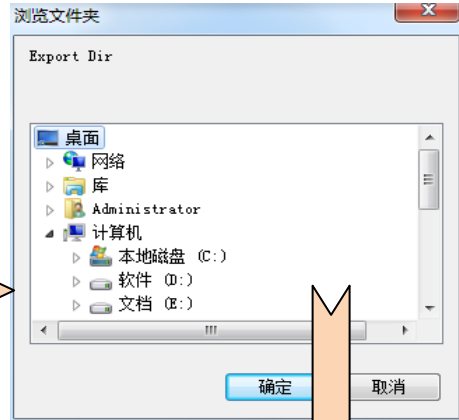 浏览文件夹
Export Dir
桌面
网络
库
Administrator
计算机
本地磁盘 (C:)
软件 (D:)
文档 (E:)
确定
取消